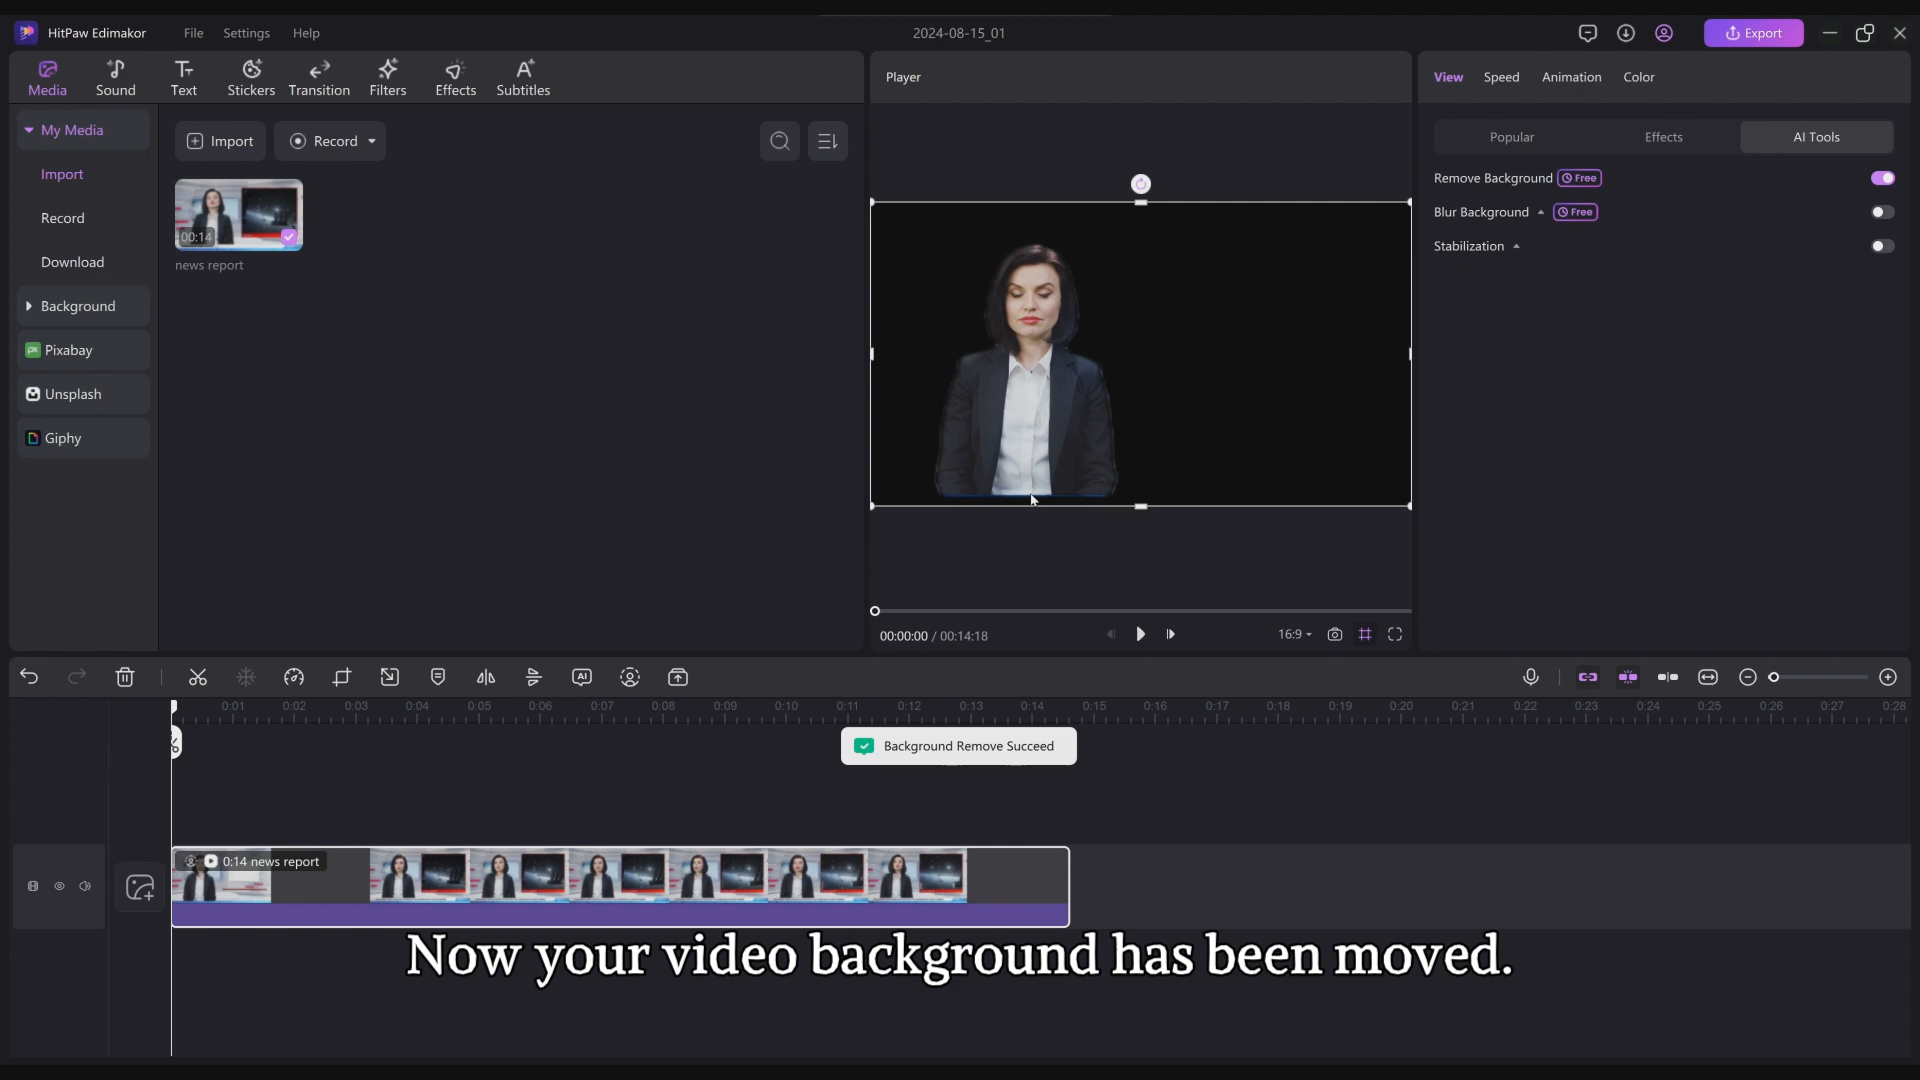 HitPaw Edimakor
File
Settings
Help
2024-08-15_01
Export
Media
Sound
Text
Stickers
Transition
Filters
Effects
Subtitles
Player
View
Speed
Animation
Color
My Media
Import
Record
Download
Background
Pixabay
Unsplash
Giphy
Import
Record
00:14
news report
Popular
Effects
AI Tools
Remove Background
Free
Blur Background
Free
Stabilization
00:00:00 / 00:14:18
16:9
AI
0:01 0:02 0:03 0:04 0:05 0:06 0:07 0:08 0:09 0:10 0:11 0:12 0:13 0:14 0:15 0:16 0:17 0:18 0:19 0:20 0:21 0:22 0:23 0:24 0:25 0:26 0:27 0:28
Background Remove Succeed
0:14 news report
Now your video background has been moved.